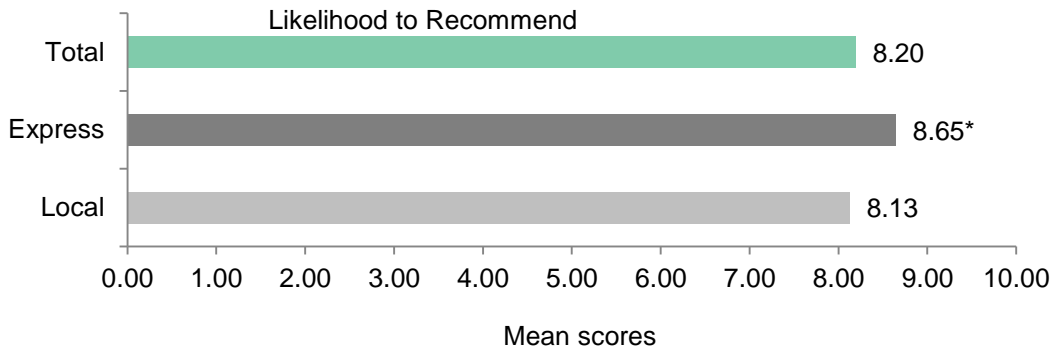 Likelihood to Recommend
Total 8.20
Express 8.65*
Local 8.13
0.00 1.00 2.00 3.00 4.00 5.00 6.00 7.00 8.00 9.00 10.00
Mean scores